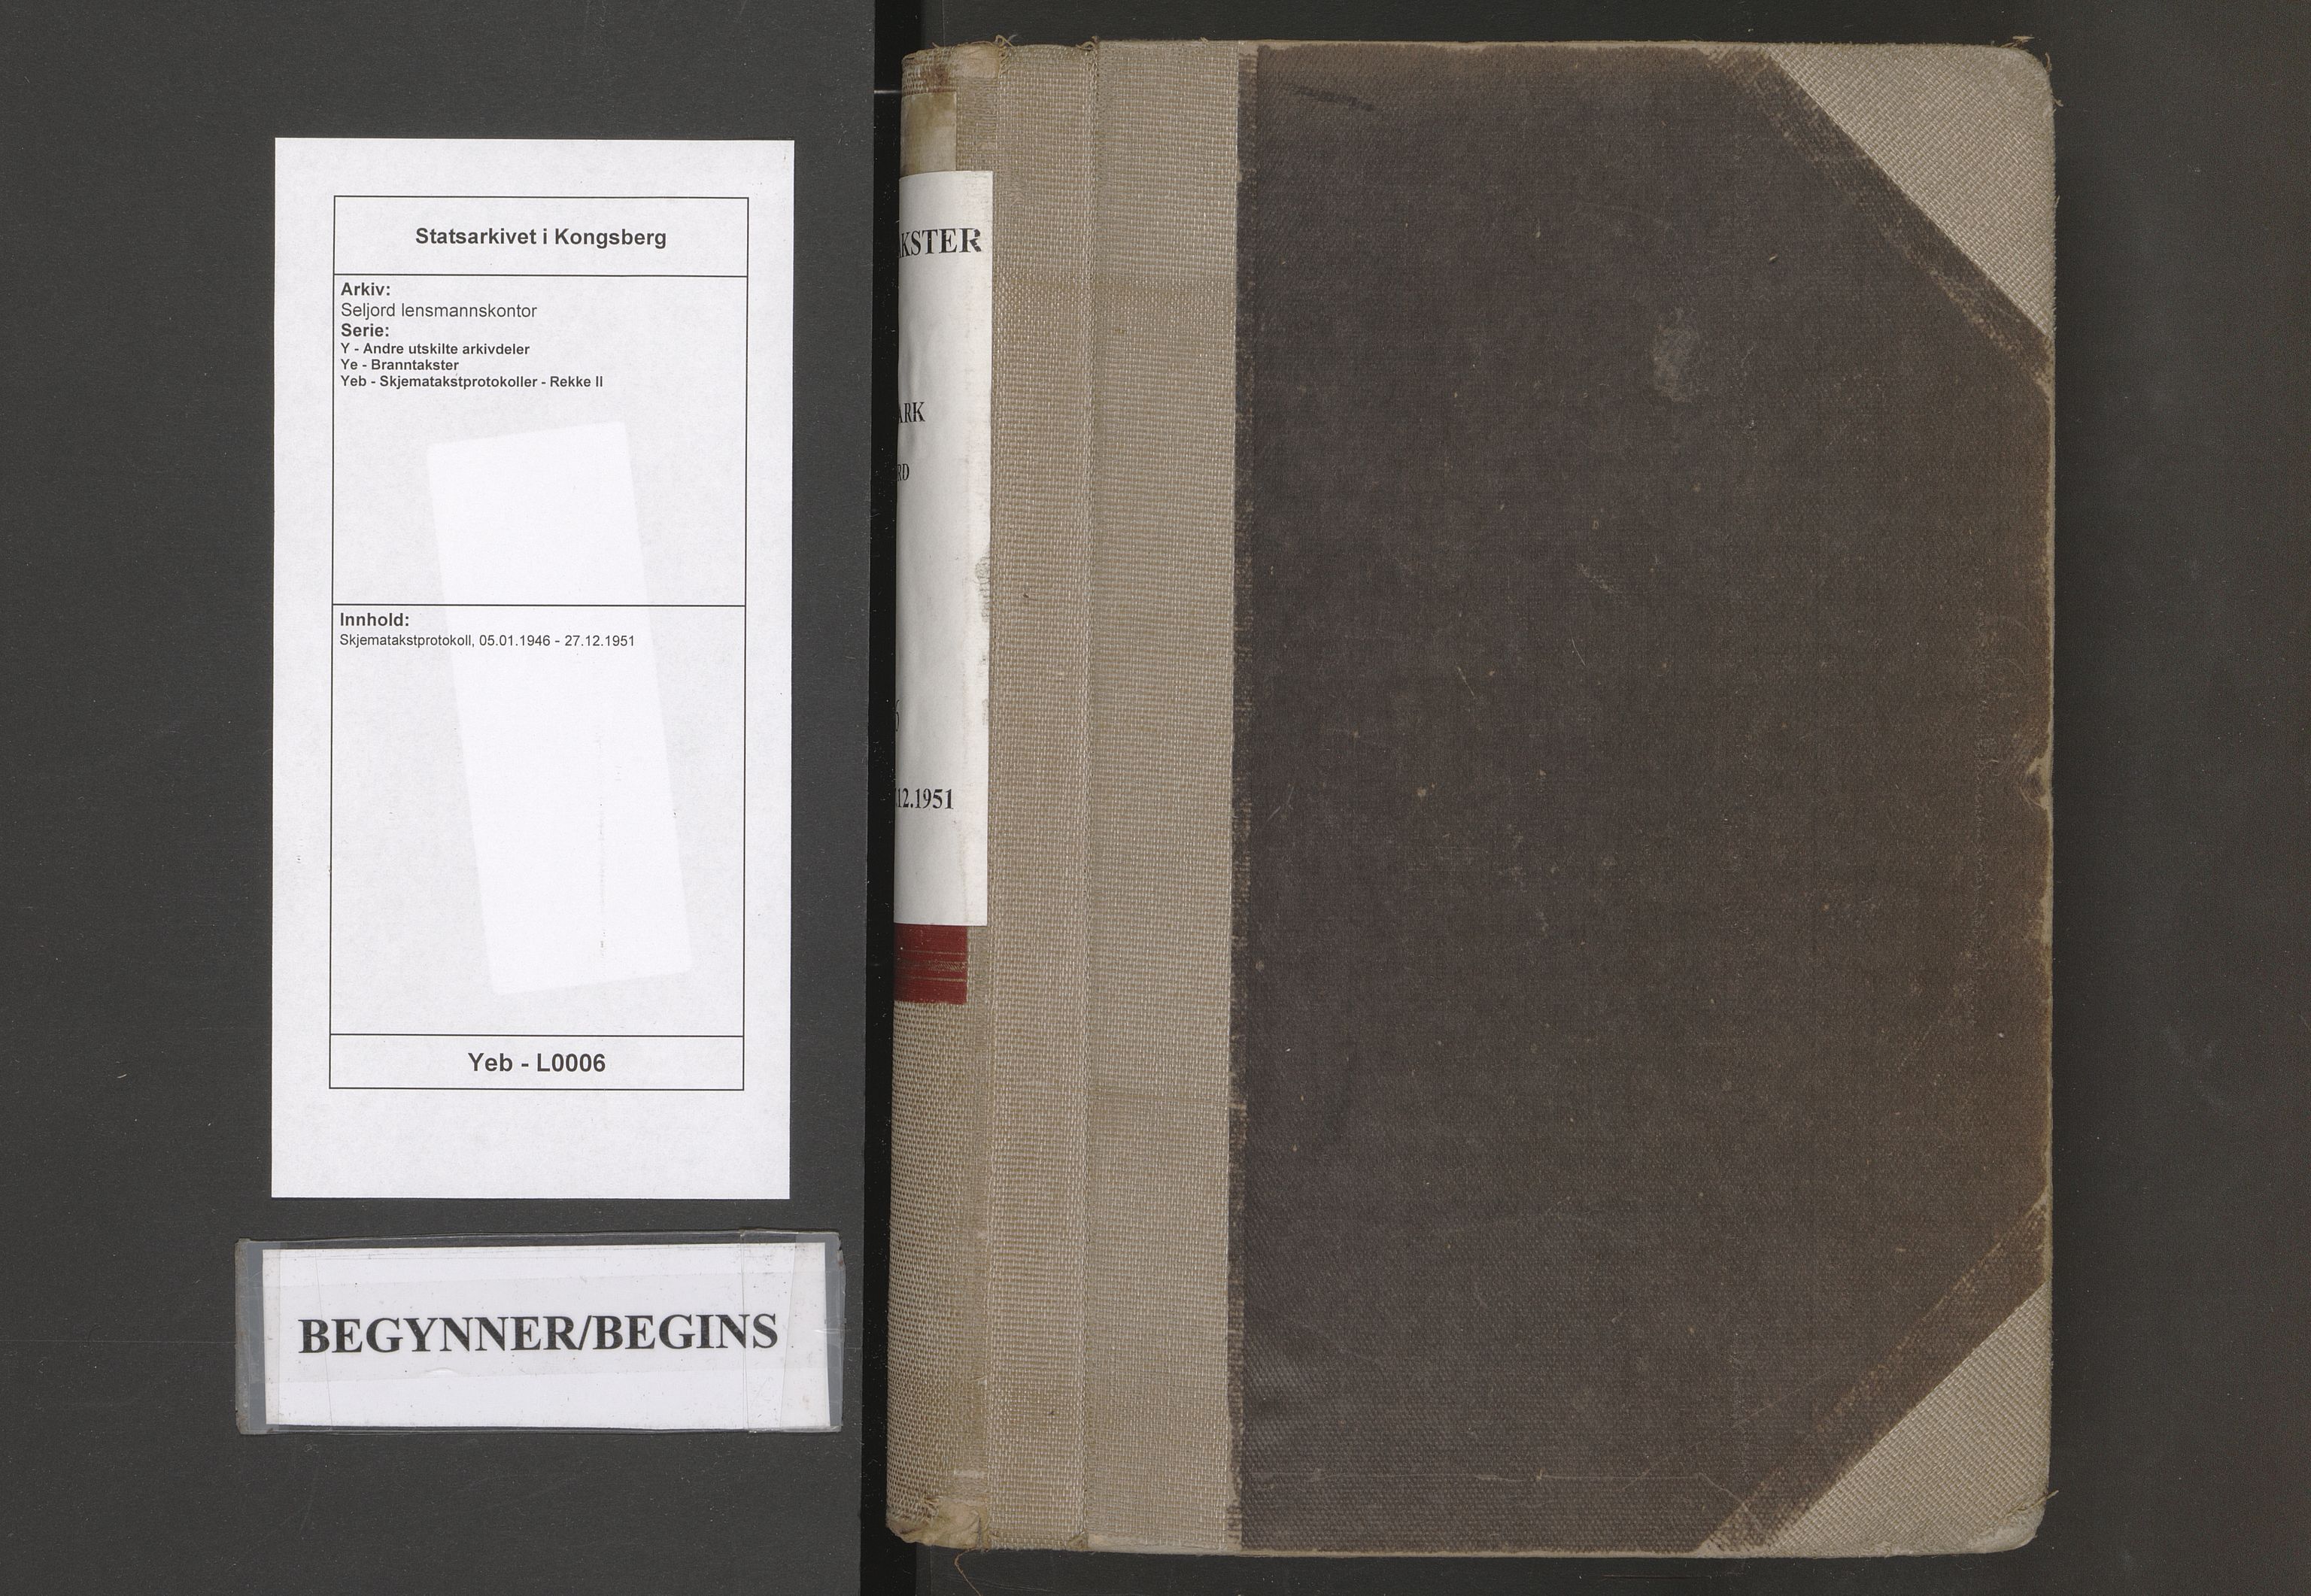 Statsarkivet i Kongsberg
Arkiv:
Seljord lensmannskontor
Serie:
Y - Andre utskilte arkivdeler
Ye - Branntakster
Yeb - Skjematakstprotokoller - Rekke II
Innhold:
Skjematakstprotokoll, 05.01.1946 - 27.12.1951
Yeb - L0006
BEGYNNER/BEGINS
KSTER
ARK
RD
6
12.1951